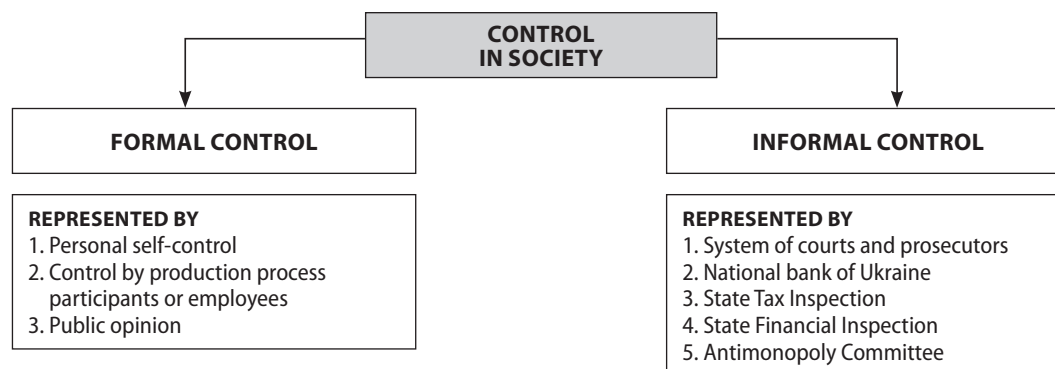 CONTROL
IN SOCIETY
FORMAL CONTROL
REPRESENTED BY
1. Personal self-control
2. Control by production process
participants or employees
3. Public opinion
INFORMAL CONTROL
REPRESENTED BY
1. System of courts and prosecutors
2. National bank of Ukraine
3. State Tax Inspection
4. State Financial Inspection
5. Antimonopoly Committee